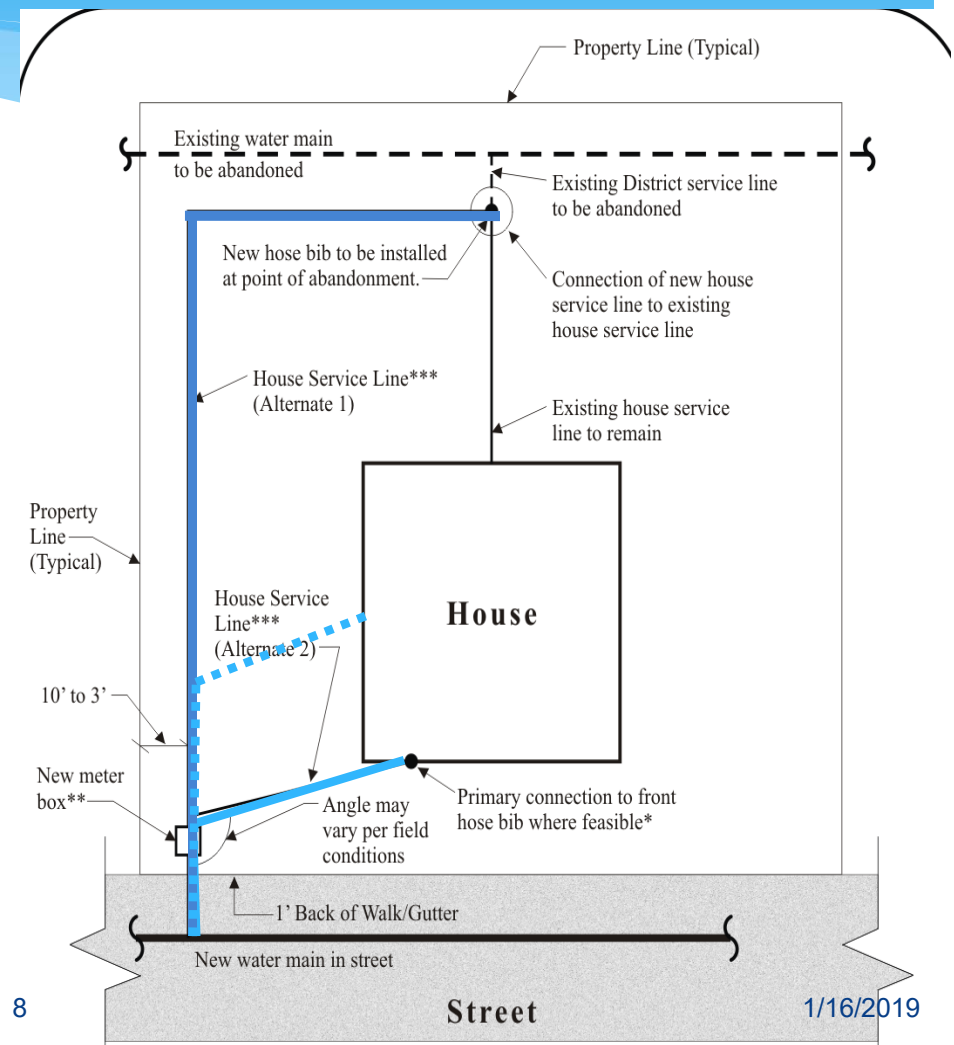 Property Line (Typical)
Existing water main
to be abandoned
Existing District service line
to be abandoned
New hose bib to be installed
at point of abandonment.
Connection of new house
service line to existing
house service line
House Service Line***
(Alternate 1)
Existing house service
line to remain
Property
Line
(Typical)
House Service
Line***
(Alternate 2)
House
10’ to 3’
New meter
box**
Angle may
vary per field
conditions
Primary connection to front
hose bib where feasible*
1’ Back of Walk/Gutter
New water main in street
8
Street
1/16/2019